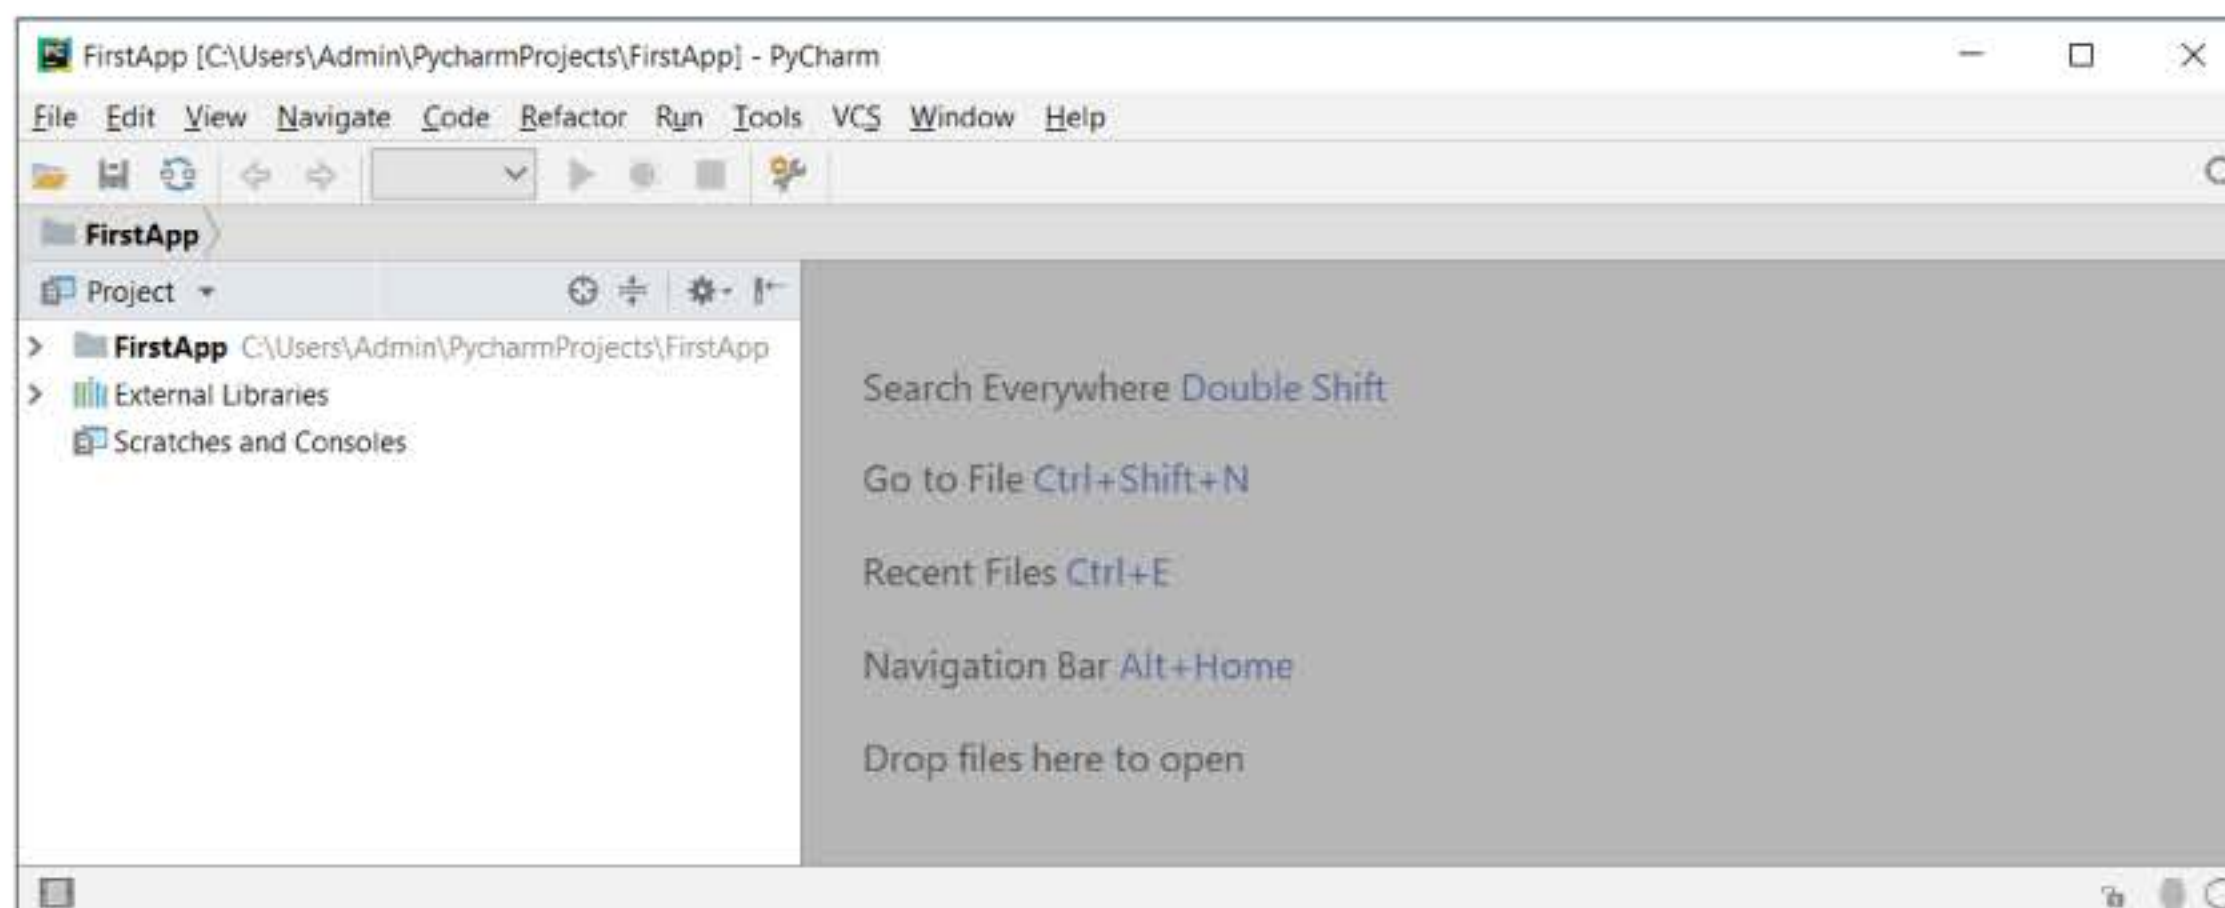 FirstApp [C:\Users\Admin\PycharmProjects\FirstApp] - PyCharm
File Edit View Navigate Code Refactor Run Tools VCS Window Help
FirstApp
Project
FirstApp C:\Users\Admin\PycharmProjects\FirstApp
External Libraries
Scratches and Consoles
Search Everywhere Double Shift
Go to File Ctrl+Shift+N
Recent Files Ctrl+E
Navigation Bar Alt+Home
Drop files here to open